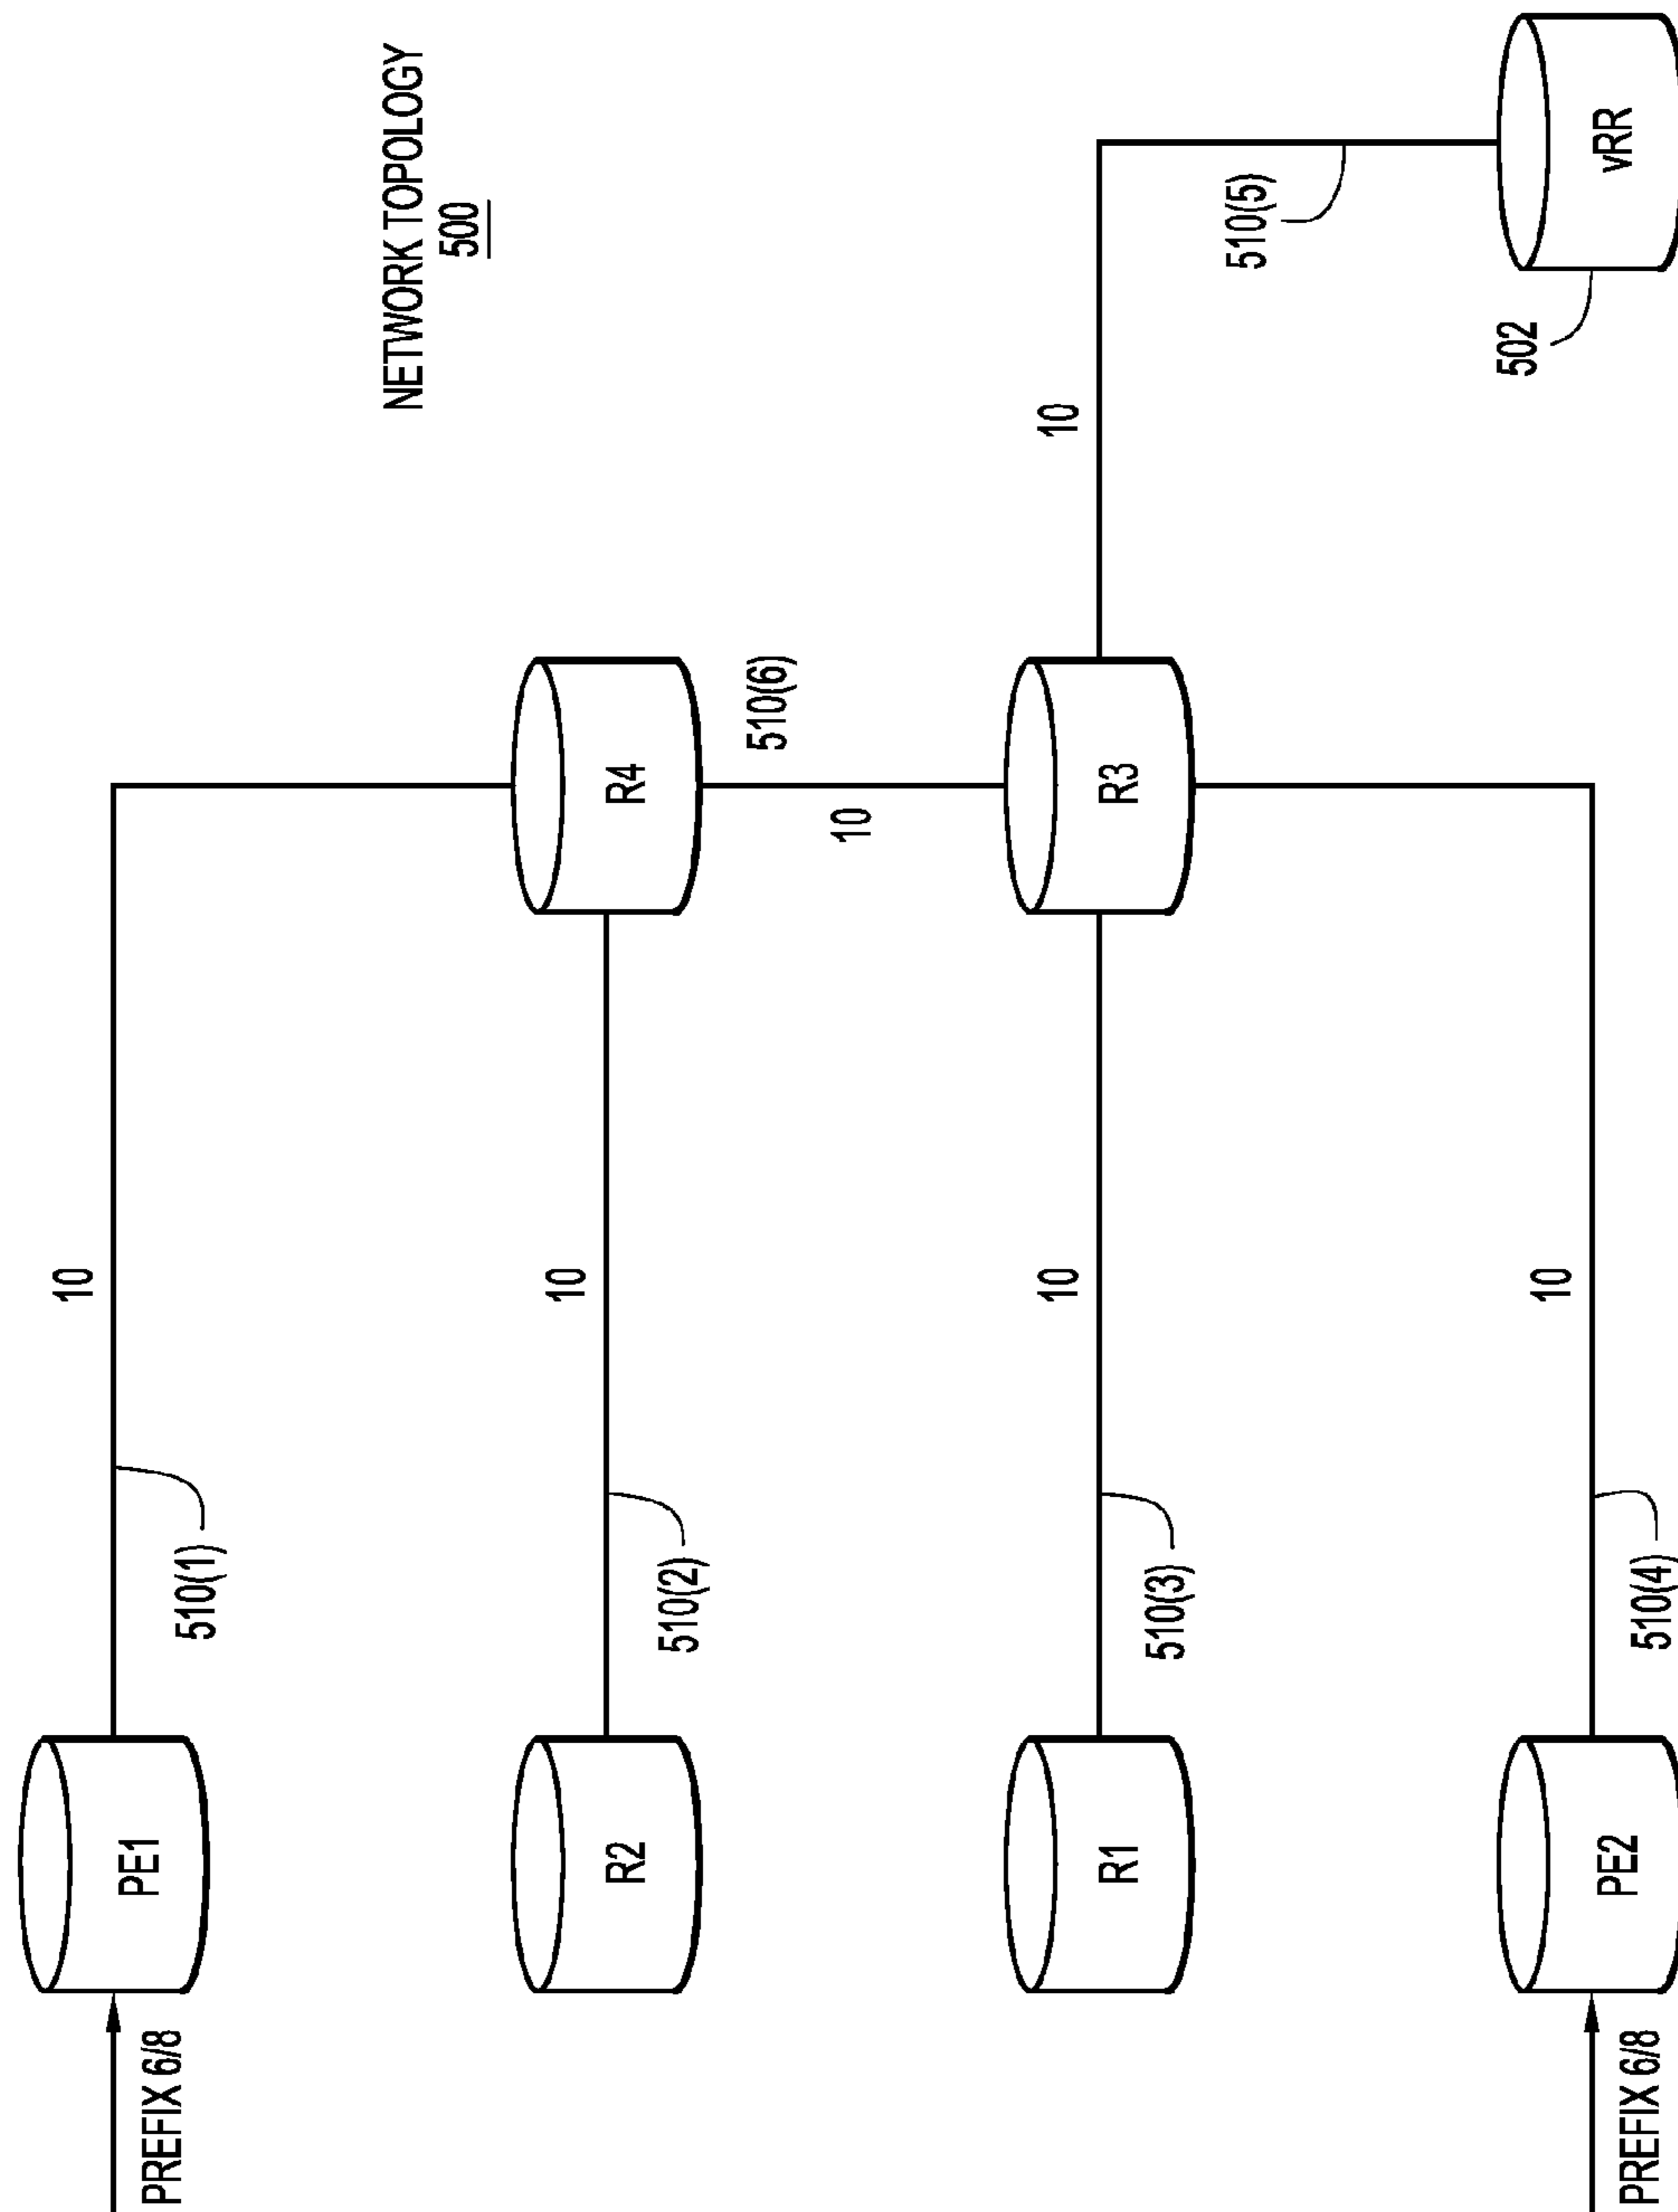 NETWORK TOPOLOGY
500
PREFIX 6/8
PE1
510(1)
10
R2
510(2)
10
R4
510(6)
10
R1
510(3)
10
R3
10
510(5)
PREFIX 6/8
PE2
510(4)
10
502
vRR